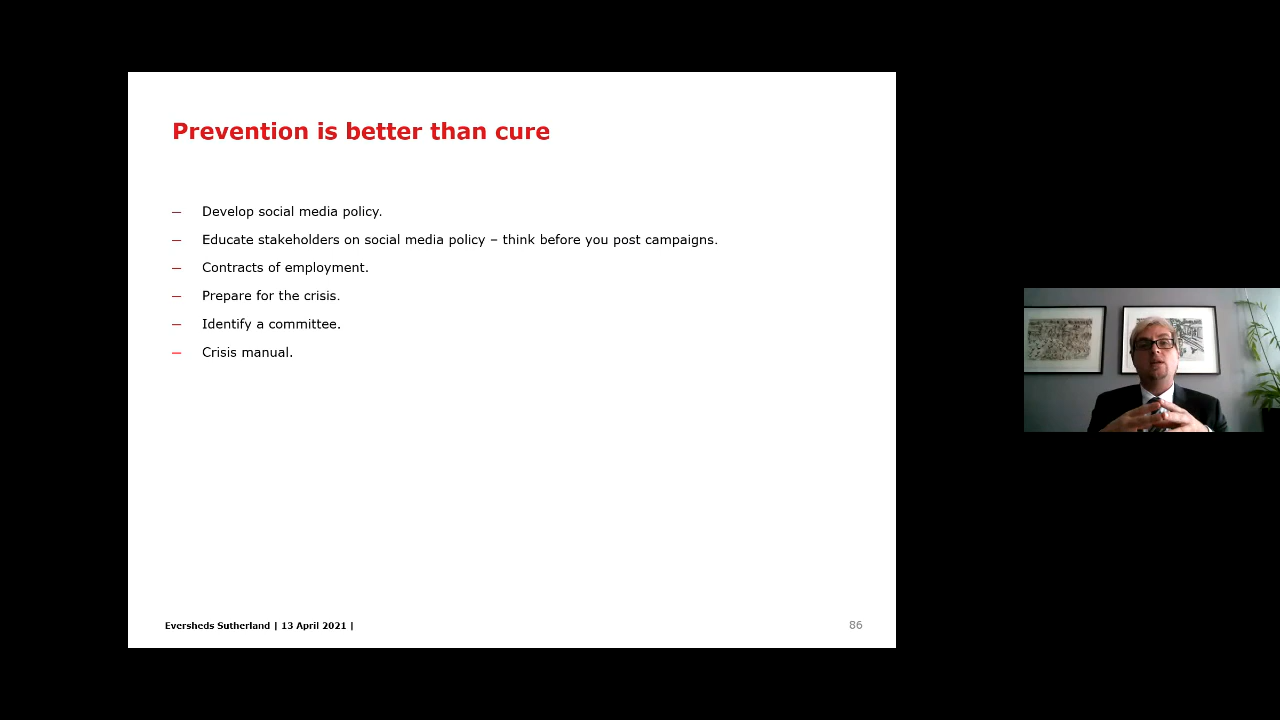 Prevention is better than cure
– Develop social media policy.
– Educate stakeholders on social media policy – think before you post campaigns.
– Contracts of employment.
– Prepare for the crisis.
– Identify a committee.
– Crisis manual.
Eversheds Sutherland | 13 April 2021 |
86